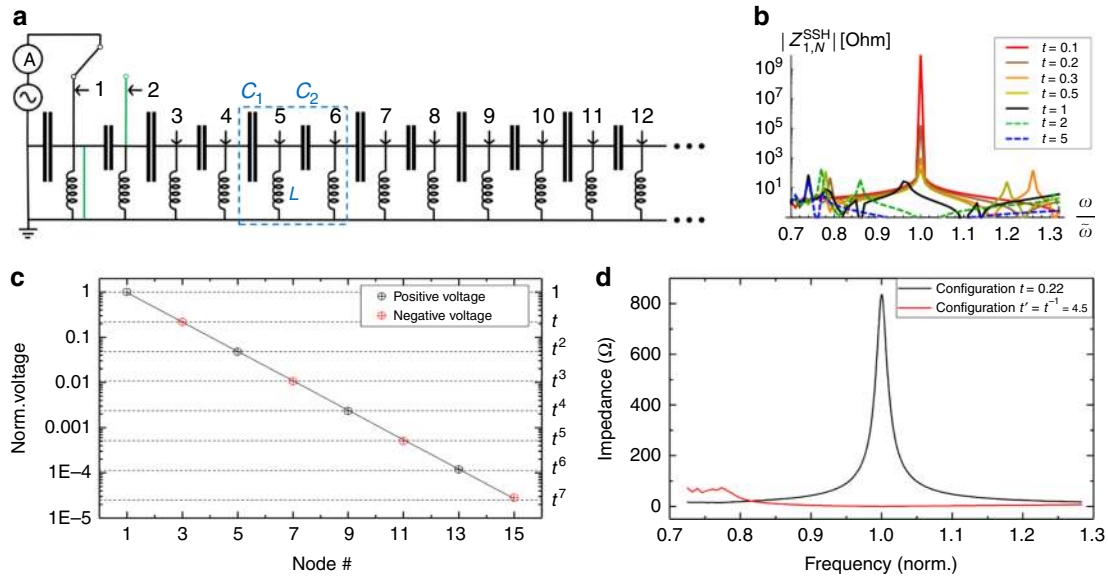 a
A
1
2
3
4
C₁
C₂
5
6
7
8
9
10
11
12
L
b
|Z^SSH_1,N| [Ohm]
10⁹
10⁷
10⁵
10³
10¹
t = 0.1
t = 0.2
t = 0.3
t = 0.5
t = 1
t = 2
t = 5
0.7 0.8 0.9 1.0 1.1 1.2 1.3
ω
ω̃
c
Norm.voltage
1
0.1
0.01
0.001
1E–4
1E–5
Positive voltage
Negative voltage
1
t
t²
t³
t⁴
t⁵
t⁶
t⁷
1 3 5 7 9 11 13 15
Node #
d
Impedance (Ω)
800
600
400
200
0
Configuration t = 0.22
Configuration t′ = t⁻¹ = 4.5
0.7 0.8 0.9 1.0 1.1 1.2 1.3
Frequency (norm.)